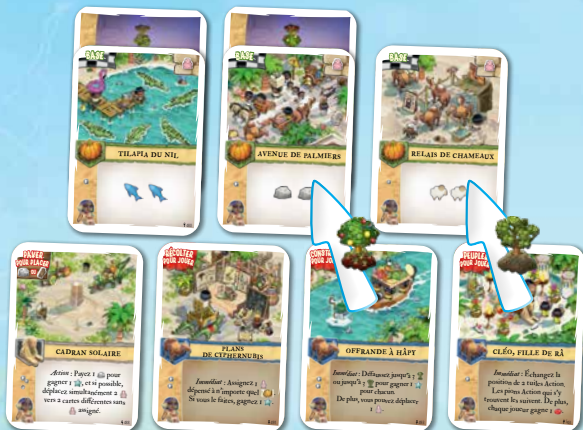 BASE
BASE
BASE
TILAPIA DU NIL
AVENUE DE PALMIERS
RELAIS DE CHAMEAUX
PAYER
POUR PLACER
OU
CADRAN SOLAIRE
Action : Payez 1 pour
gagner 1 , et si possible,
déplacez simultanément 2
vers 2 cartes différentes sans
assigné.
RÉCOLTER
POUR JOUER
PLANS
DE CYPHERNUBIS
Immédiat : Assignez 1
dépensé à n'importe quel
Si vous le faites, gagnez 1
POUR JOUER
OFFRANDE À HÂPY
Immédiat : Défaussez jusqu'à 3
ou jusqu'à 3 pour gagner 1
pour chacun.
De plus, vous pouvez déplacer
1
PEUPLER
POUR JOUER
CLÉO, FILLE DE RÂ
Immédiat : Échangez la
position de 2 tuiles Action.
Les pions Action qui s'y
trouvent les suivent. De plus,
chaque joueur gagne 1